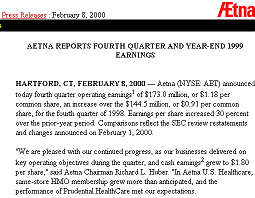 Press Releases : February 8, 2000
Ætna
AETNA REPORTS FOURTH QUARTER AND YEAR-END 1999
EARNINGS
HARTFORD, CT, FEBRUARY 8, 2000 — Aetna (NYSE: AET) announced
today fourth quarter operating earnings1 of $173.0 million, or $1.18 per
common share, an increase over the $144.5 million, or $0.91 per common
share, for the fourth quarter of 1998. Earnings per share increased 30 percent
over the prior-year period. Comparisons reflect the SEC review restatements
and changes announced on February 1, 2000.
"We are pleased with our continued progress, as our businesses delivered on
key operating objectives during the quarter, and cash earnings2 grew to $1.80
per share," said Aetna Chairman Richard L. Huber. "In Aetna U.S. Healthcare,
same-store HMO membership grew more than anticipated, and the
performance of Prudential HealthCare met our expectations.